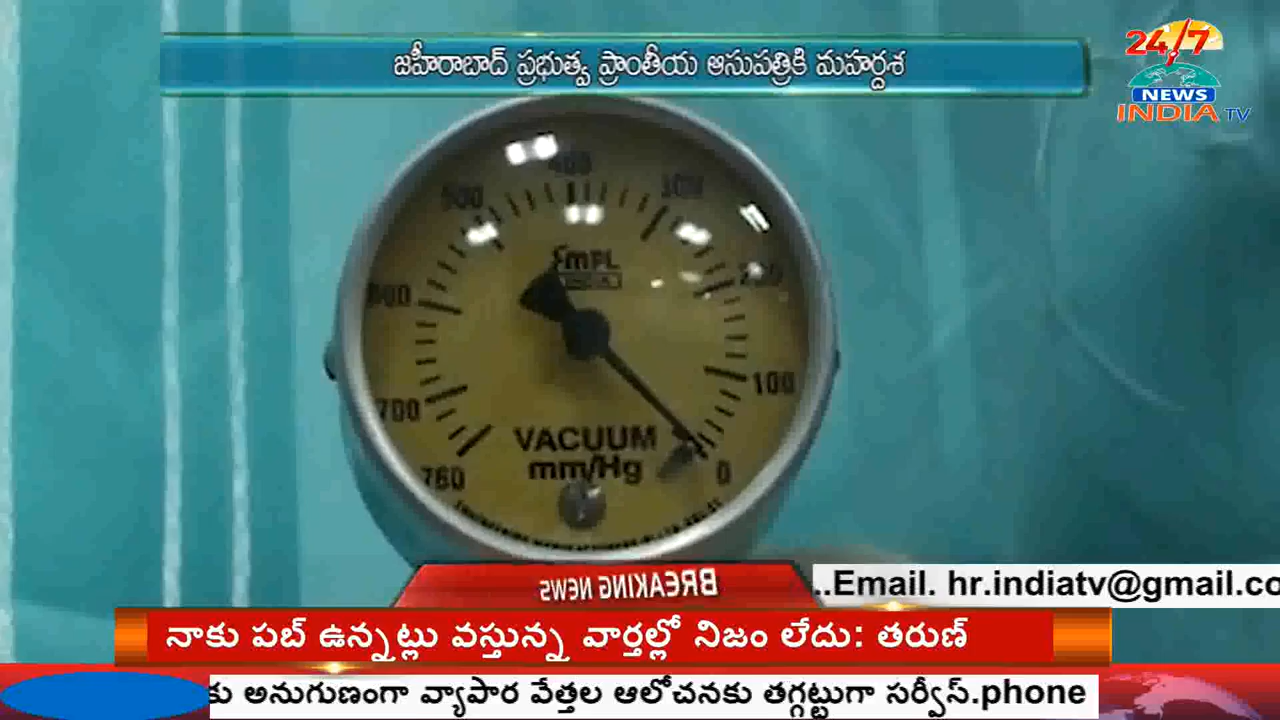 జహీరాబాద్ ప్రభుత్వ ప్రాంతీయ ఆసుపత్రికి మహర్దశ
24/7
NEWS
INDIA TV
400
500
600
700
760
100
0
VACUUM
mm/Hg
BREAKING NEWS
..Email. hr.indiatv@gmail.co
నాకు పబ్ ఉన్నట్లు వస్తున్న వార్తల్లో నిజం లేదు: తరుణ్
కు అనుగుణంగా వ్యాపార వేత్తల ఆలోచనకు తగ్గట్టుగా సర్వీస్.phone